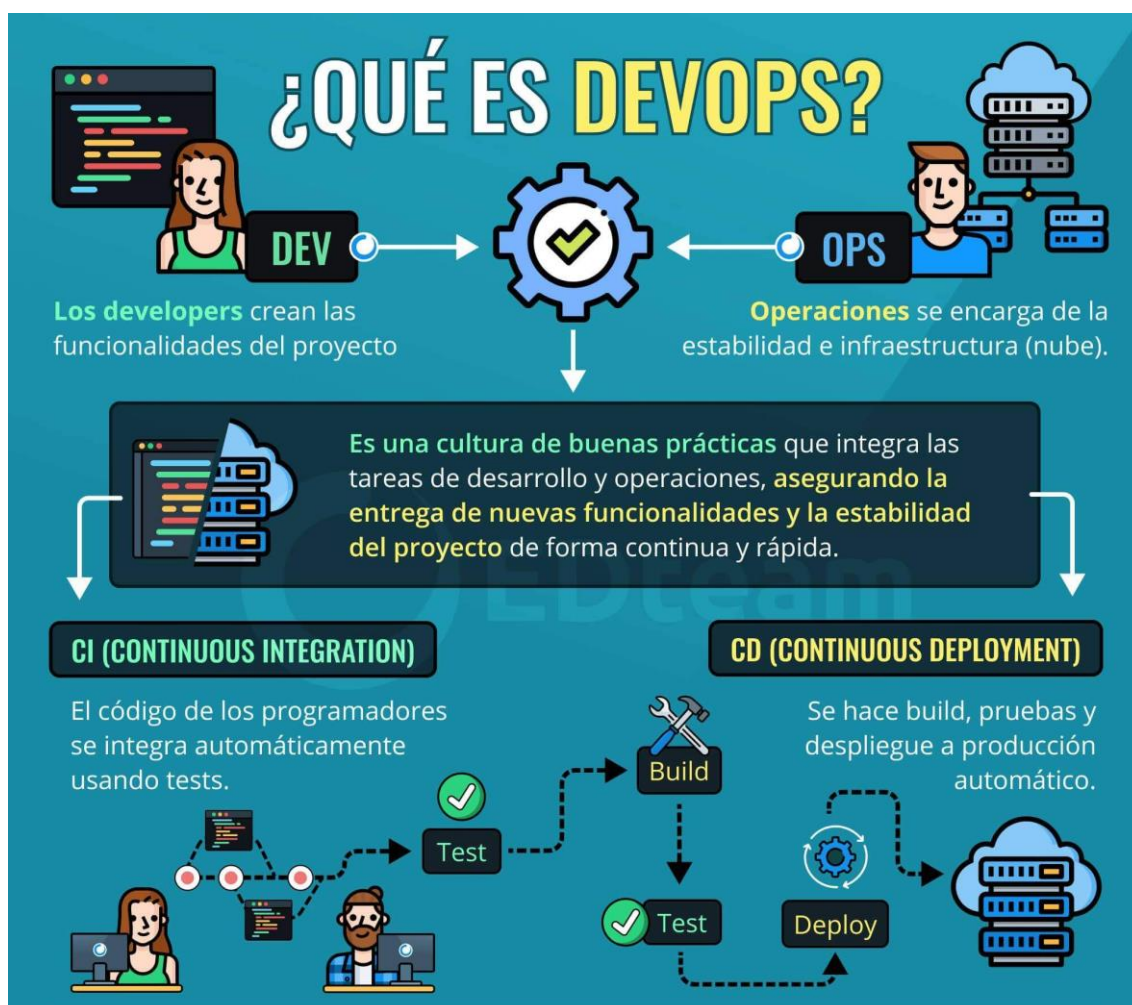 ¿QUÉ ES DEVOPS?
DEV
OPS
Los developers crean las
funcionalidades del proyecto
Operaciones se encarga de la
estabilidad e infraestructura (nube).
Es una cultura de buenas prácticas que integra las
tareas de desarrollo y operaciones, asegurando la
entrega de nuevas funcionalidades y la estabilidad
del proyecto de forma continua y rápida.
EDteam
CI (CONTINUOUS INTEGRATION)
El código de los programadores
se integra automáticamente
usando tests.
CD (CONTINUOUS DEPLOYMENT)
Se hace build, pruebas y
despliegue a producción
automático.
Test
Build
Test
Deploy